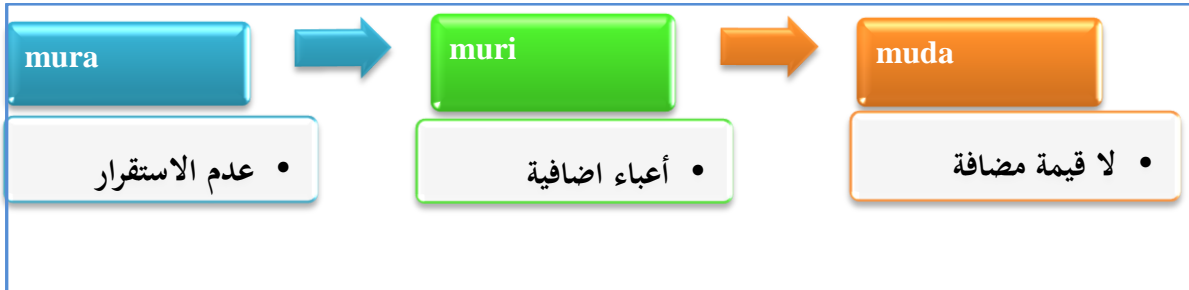 mura
muri
muda
• عدم الاستقرار
• أعباء اضافية
• لا قيمة مضافة